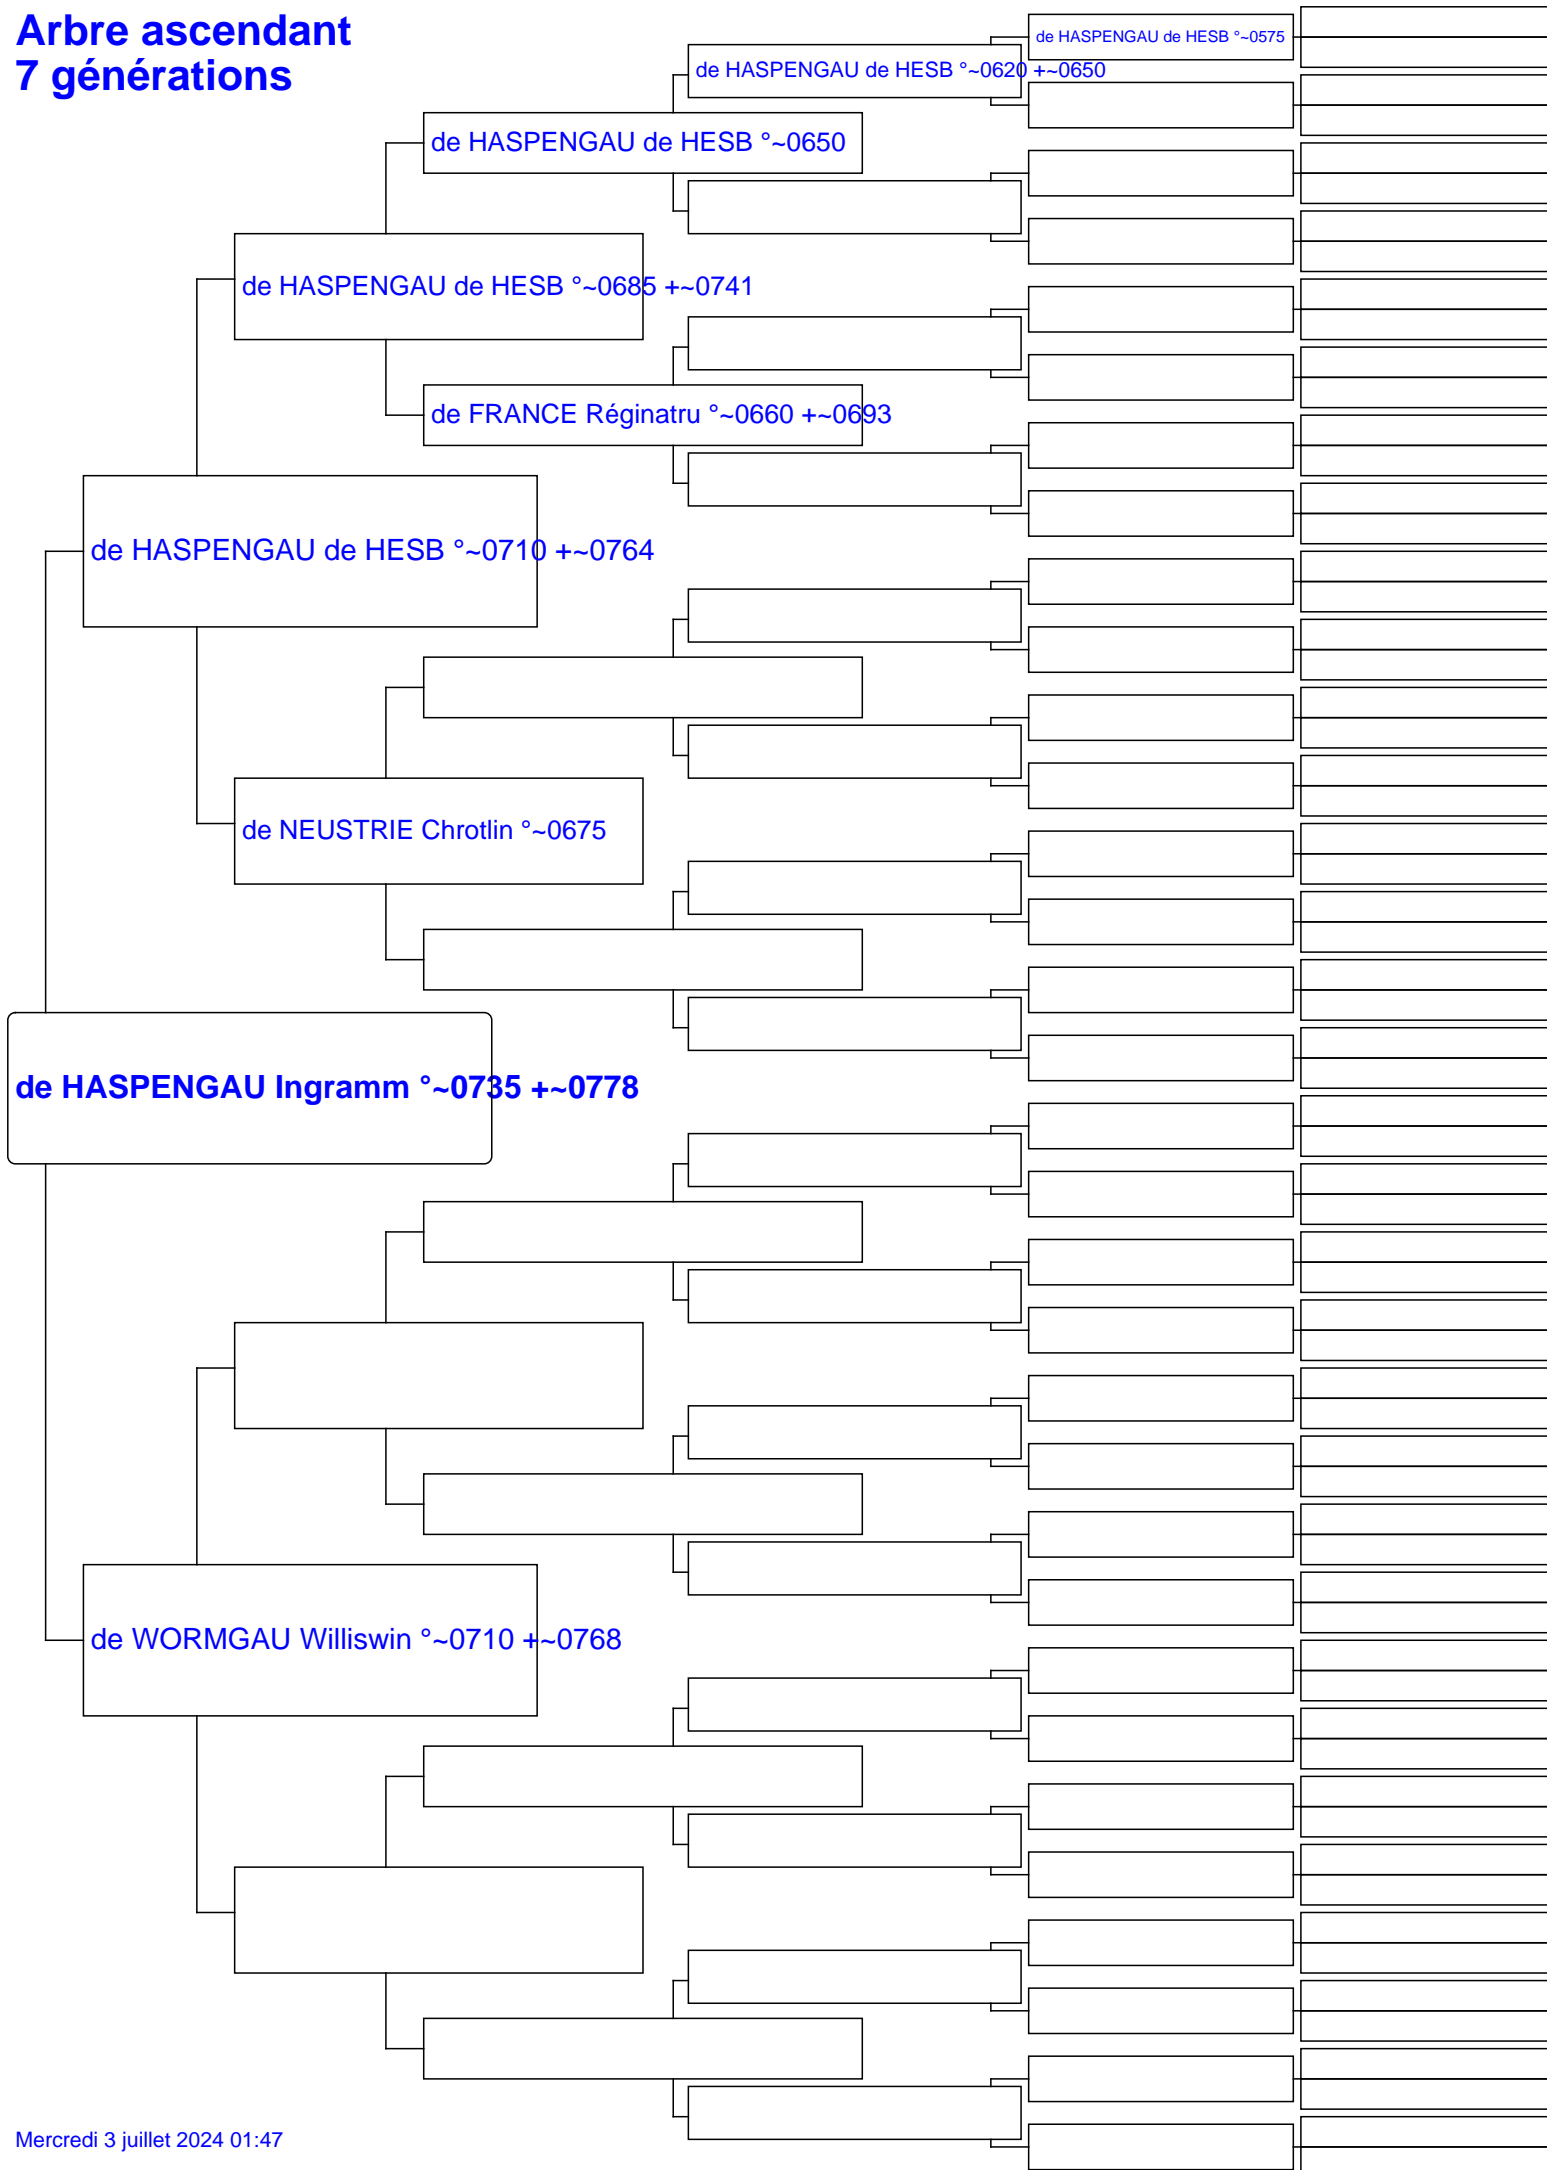 Arbre ascendant
7 générations
de HASPENGAU de HESB °~0575
de HASPENGAU de HESB °~0620 +~0650
de HASPENGAU de HESB °~0650
de HASPENGAU de HESB °~0685 +~0741
de FRANCE Réginatru °~0660 +~0693
de HASPENGAU de HESB °~0710 +~0764
de NEUSTRIE Chrotlin °~0675
de HASPENGAU Ingramm °~0735 +~0778
de WORMGAU Williswin °~0710 +~0768
Mercredi 3 juillet 2024 01:47